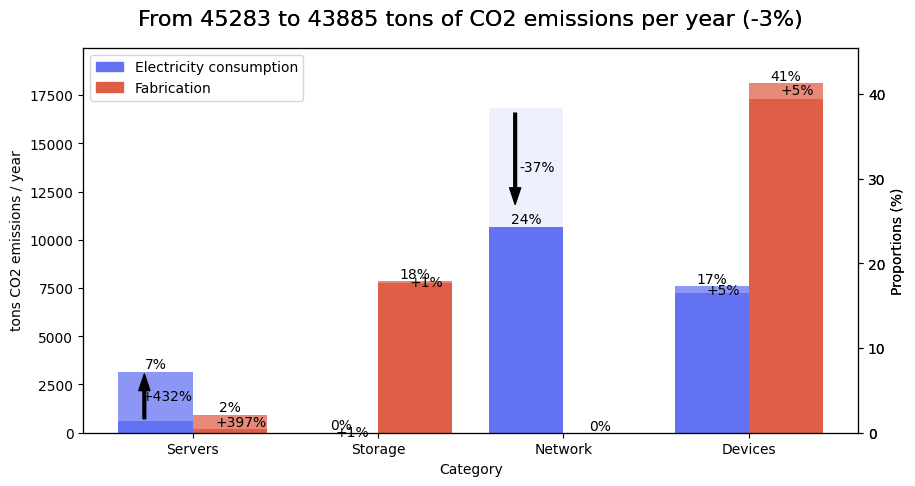 From 45283 to 43885 tons of CO2 emissions per year (-3%)
Electricity consumption
Fabrication
tons CO2 emissions / year
17500
15000
12500
10000
7500
5000
2500
0
7%
+432%
2%
+397%
0%
+1%
18%
+1%
-37%
24%
0%
17%
+5%
41%
+5%
40
30
20
10
0
Proportions (%)
Servers
Storage
Network
Devices
Category